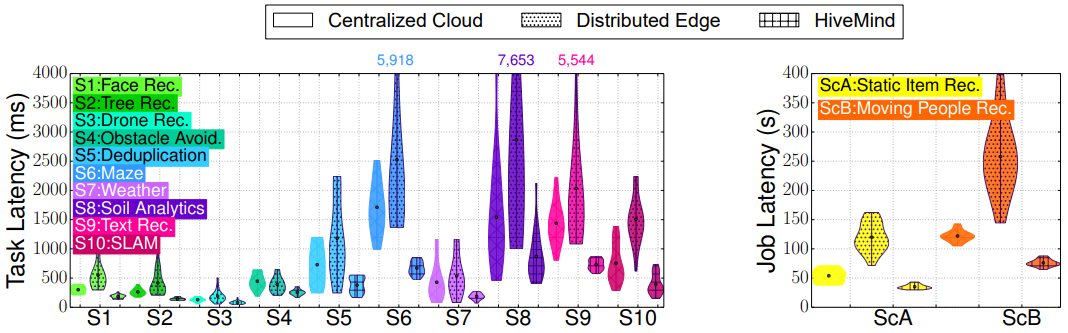 Centralized Cloud Distributed Edge HiveMind
5,918 7,653 5,544
Task Latency (ms)
4000
3500
3000
2500
2000
1500
1000
500
0
S1:Face Rec.
S2:Tree Rec.
S3:Drone Rec.
S4:Obstacle Avoid.
S5:Deduplication
S6:Maze
S7:Weather
S8:Soil Analytics
S9:Text Rec.
S10:SLAM
S1 S2 S3 S4 S5 S6 S7 S8 S9 S10
Job Latency (s)
400
350
300
250
200
150
100
50
0
ScA:Static Item Rec.
ScB:Moving People Rec.
ScA ScB